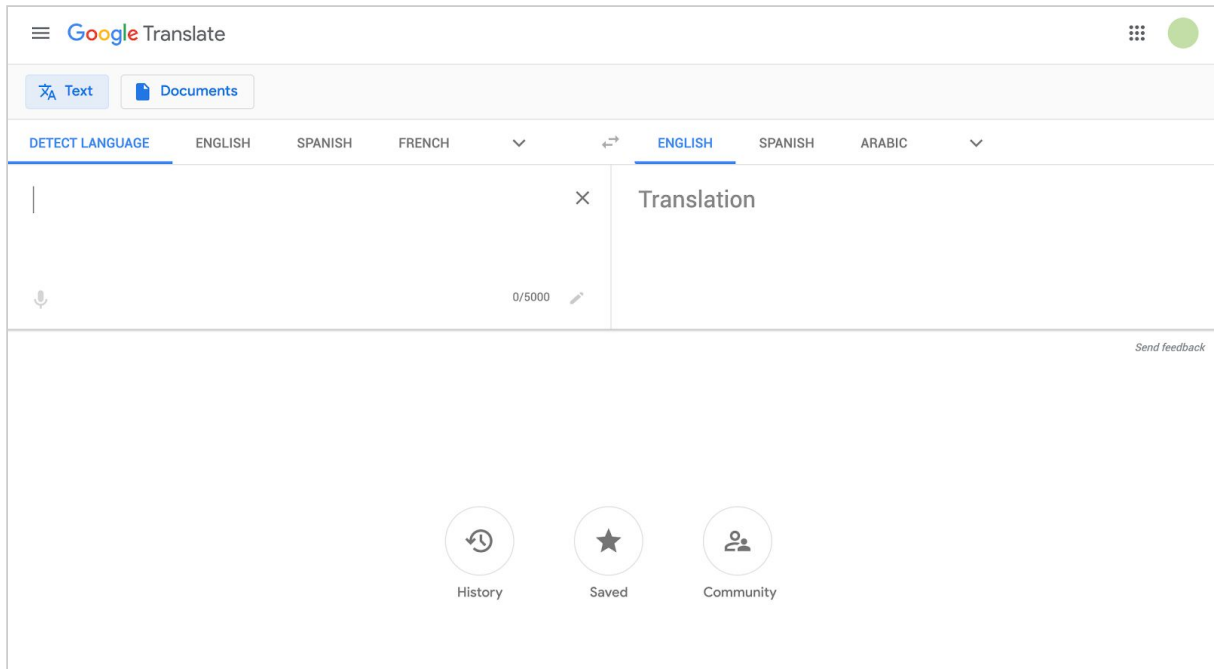 Google Translate
Text Documents
DETECT LANGUAGE ENGLISH SPANISH FRENCH ENGLISH SPANISH ARABIC
Translation
0/5000
Send feedback
History Saved Community